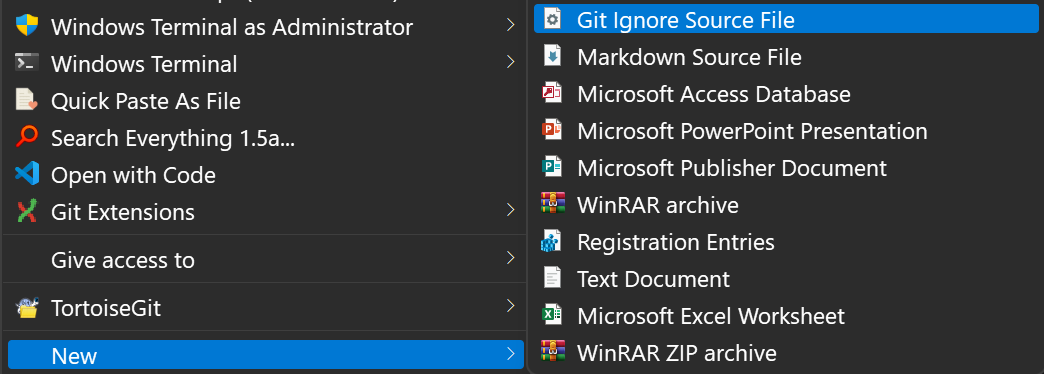 Windows Terminal as Administrator
Windows Terminal
Quick Paste As File
Search Everything 1.5a...
Open with Code
Git Extensions
Give access to
TortoiseGit
New
Git Ignore Source File
Markdown Source File
Microsoft Access Database
Microsoft PowerPoint Presentation
Microsoft Publisher Document
WinRAR archive
Registration Entries
Text Document
Microsoft Excel Worksheet
WinRAR ZIP archive